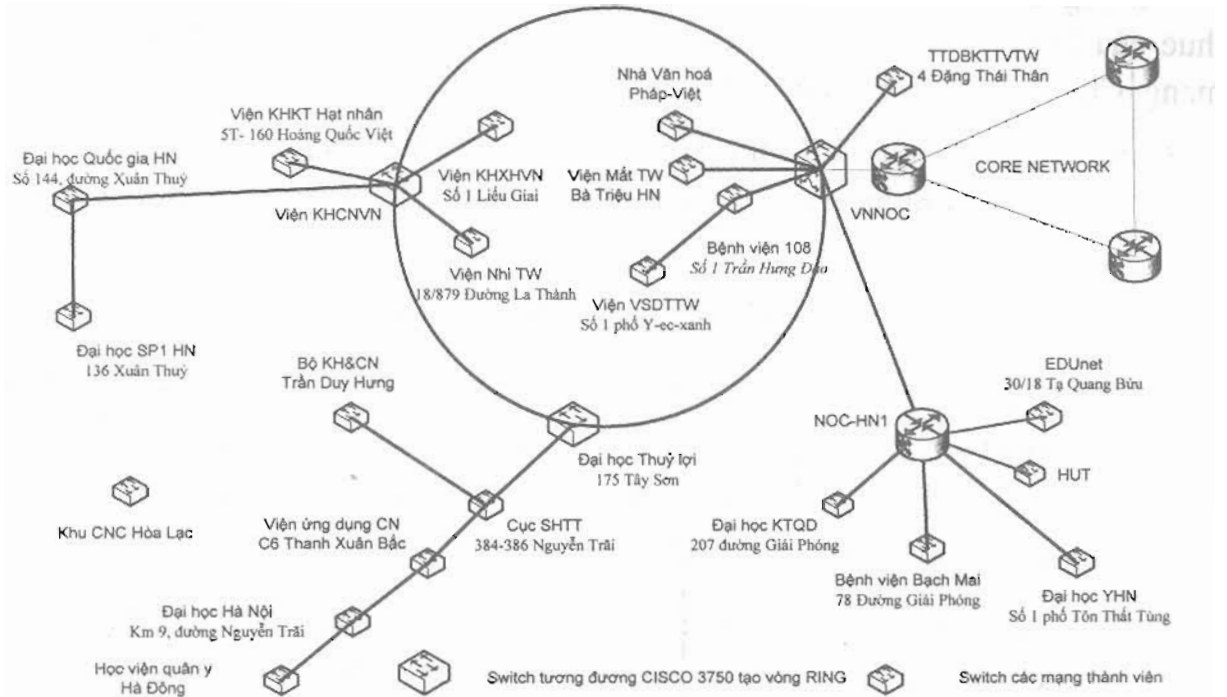 TTDBKTTVTW
4 Đặng Thái Thân
Nhà Văn hoá
Pháp-Việt
Viện KHKT Hạt nhân
5T- 160 Hoàng Quốc Việt
Đại học Quốc gia HN
Số 144, đường Xuân Thuỷ
Viện KHXHVN
Số 1 Liễu Giai
Viện Mắt TW
Bà Triệu HN
CORE NETWORK
Viện KHCNVN
VNNOC
Viện Nhi TW
18/879 Đường La Thành
Bệnh viện 108
Số 1 Trần Hưng Đạo
Viện VSDTTW
Số 1 phố Y-ec-xanh
Đại học SP1 HN
136 Xuân Thuỷ
Bộ KH&CN
Trần Duy Hưng
EDUnet
30/18 Tạ Quang Bửu
NOC-HN1
Đại học Thuỷ lợi
175 Tây Sơn
HUT
Khu CNC Hòa Lạc
Viện ứng dụng CN
C6 Thanh Xuân Bắc
Cục SHTT
384-386 Nguyễn Trãi
Đại học KTQD
207 đường Giải Phóng
Bệnh viện Bạch Mai
78 Đường Giải Phóng
Đại học YHN
Số 1 phố Tôn Thất Tùng
Đại học Hà Nội
Km 9, đường Nguyễn Trãi
Học viện quân y
Hà Đông
Switch tương đương CISCO 3750 tạo vòng RING
Switch các mạng thành viên